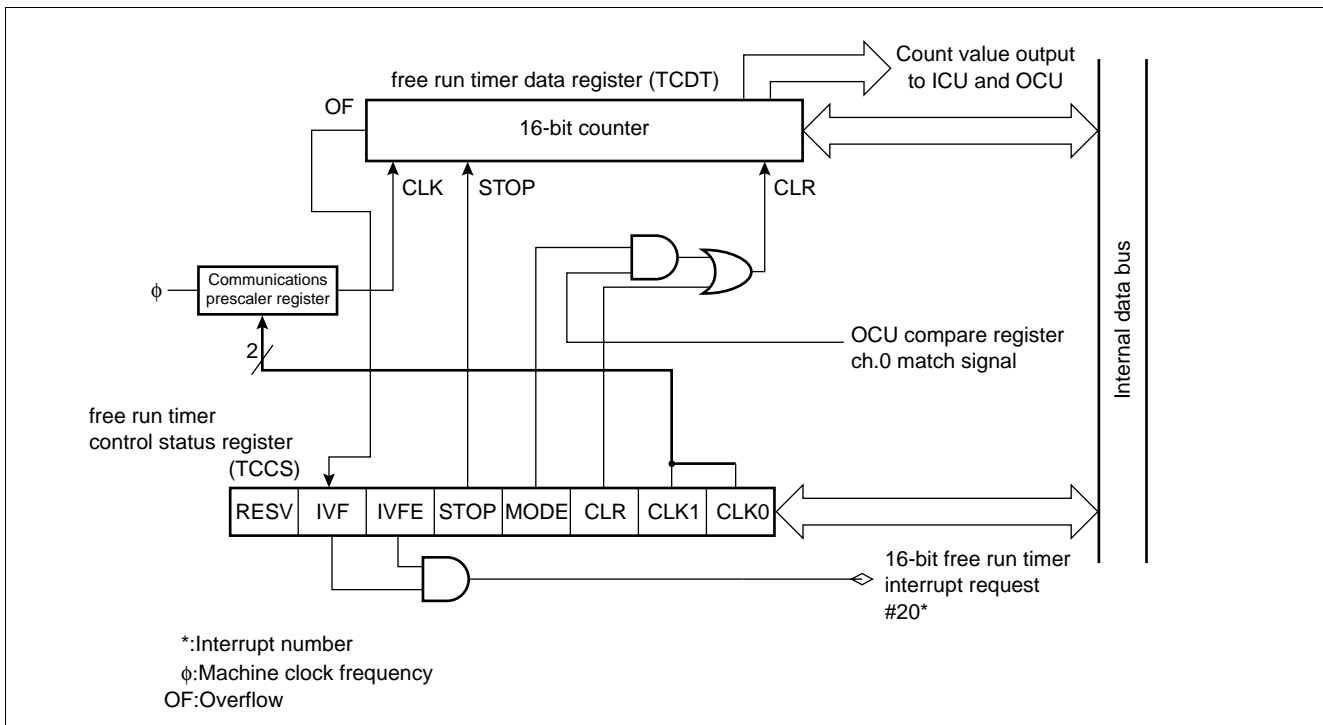 Count value output
to ICU and OCU
free run timer data register (TCDT)
OF
16-bit counter
CLK
STOP
CLR
Communications
prescaler register
ϕ
OCU compare register
ch.0 match signal
2
Internal data bus
free run timer
control status register
(TCCS)
RESV IVF IVFE STOP MODE CLR CLK1 CLK0
16-bit free run timer
interrupt request
#20*
*:Interrupt number
ϕ:Machine clock frequency
OF:Overflow